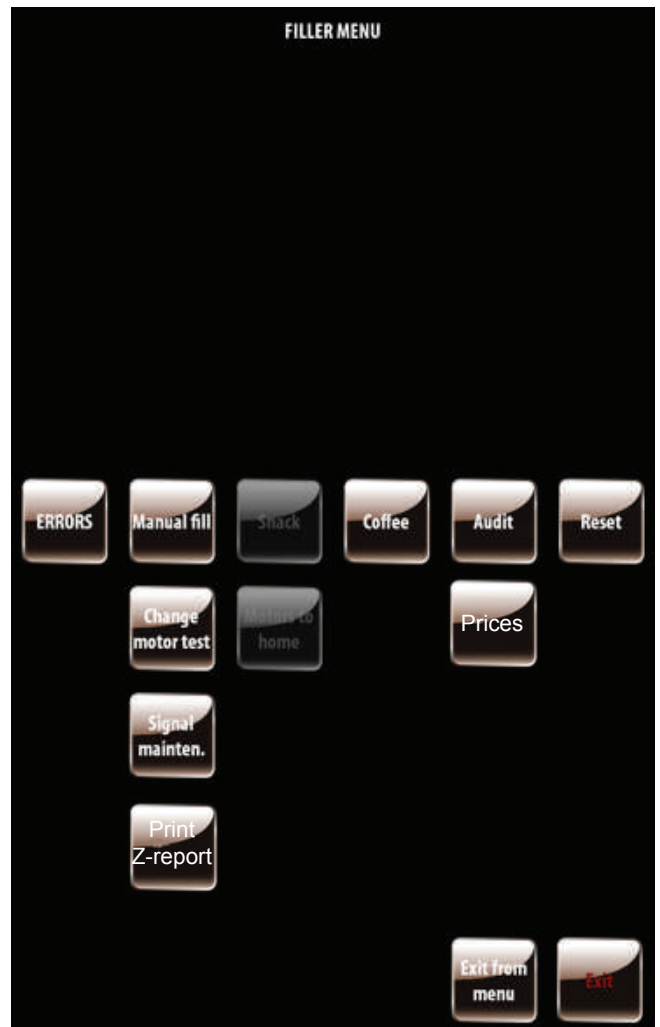 FILLER MENU
ERRORS
Manual fill
Snack
Coffee
Audit
Reset
Change
motor test
Motors to
home
Prices
Signal
mainten.
Print
Z-report
Exit from
menu
Exit